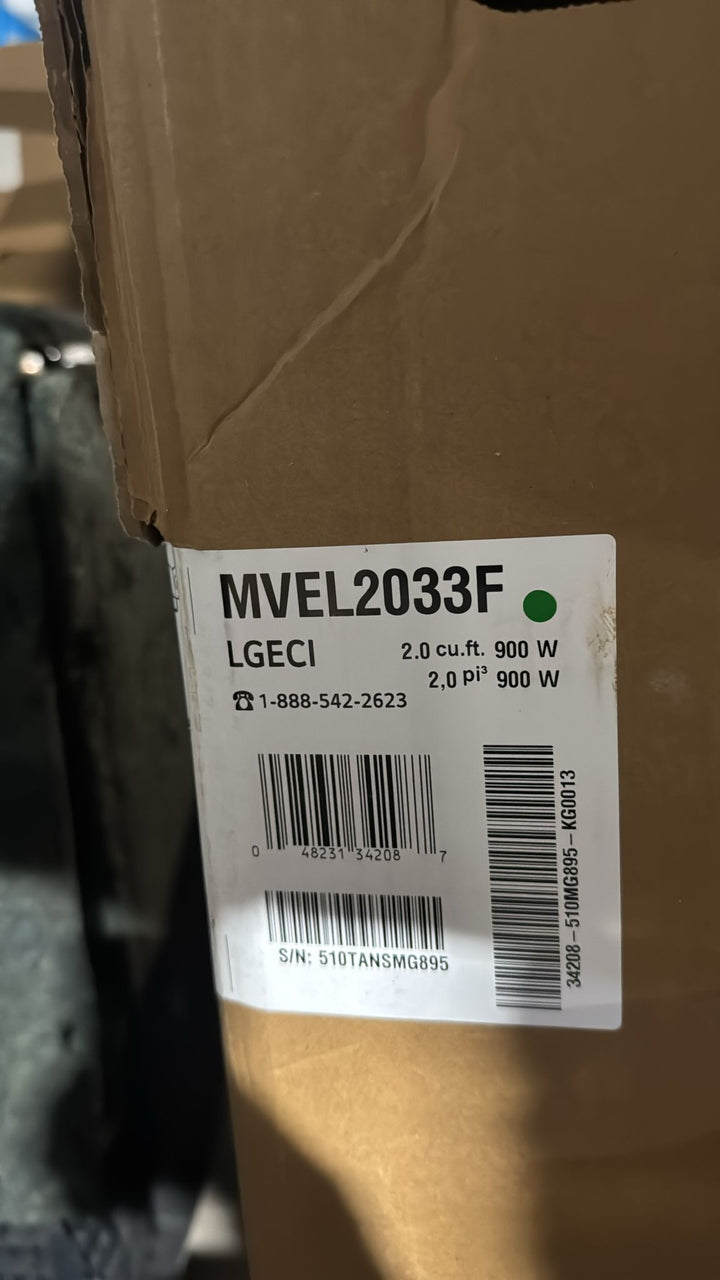 MVEL2033F
LGECI
2.0 cu.ft. 900 W
2,0 pi³ 900 W
☎ 1-888-542-2623
0 48231 34208 7
S/N: 510TANSMG895
34208-510MG895-KG0013